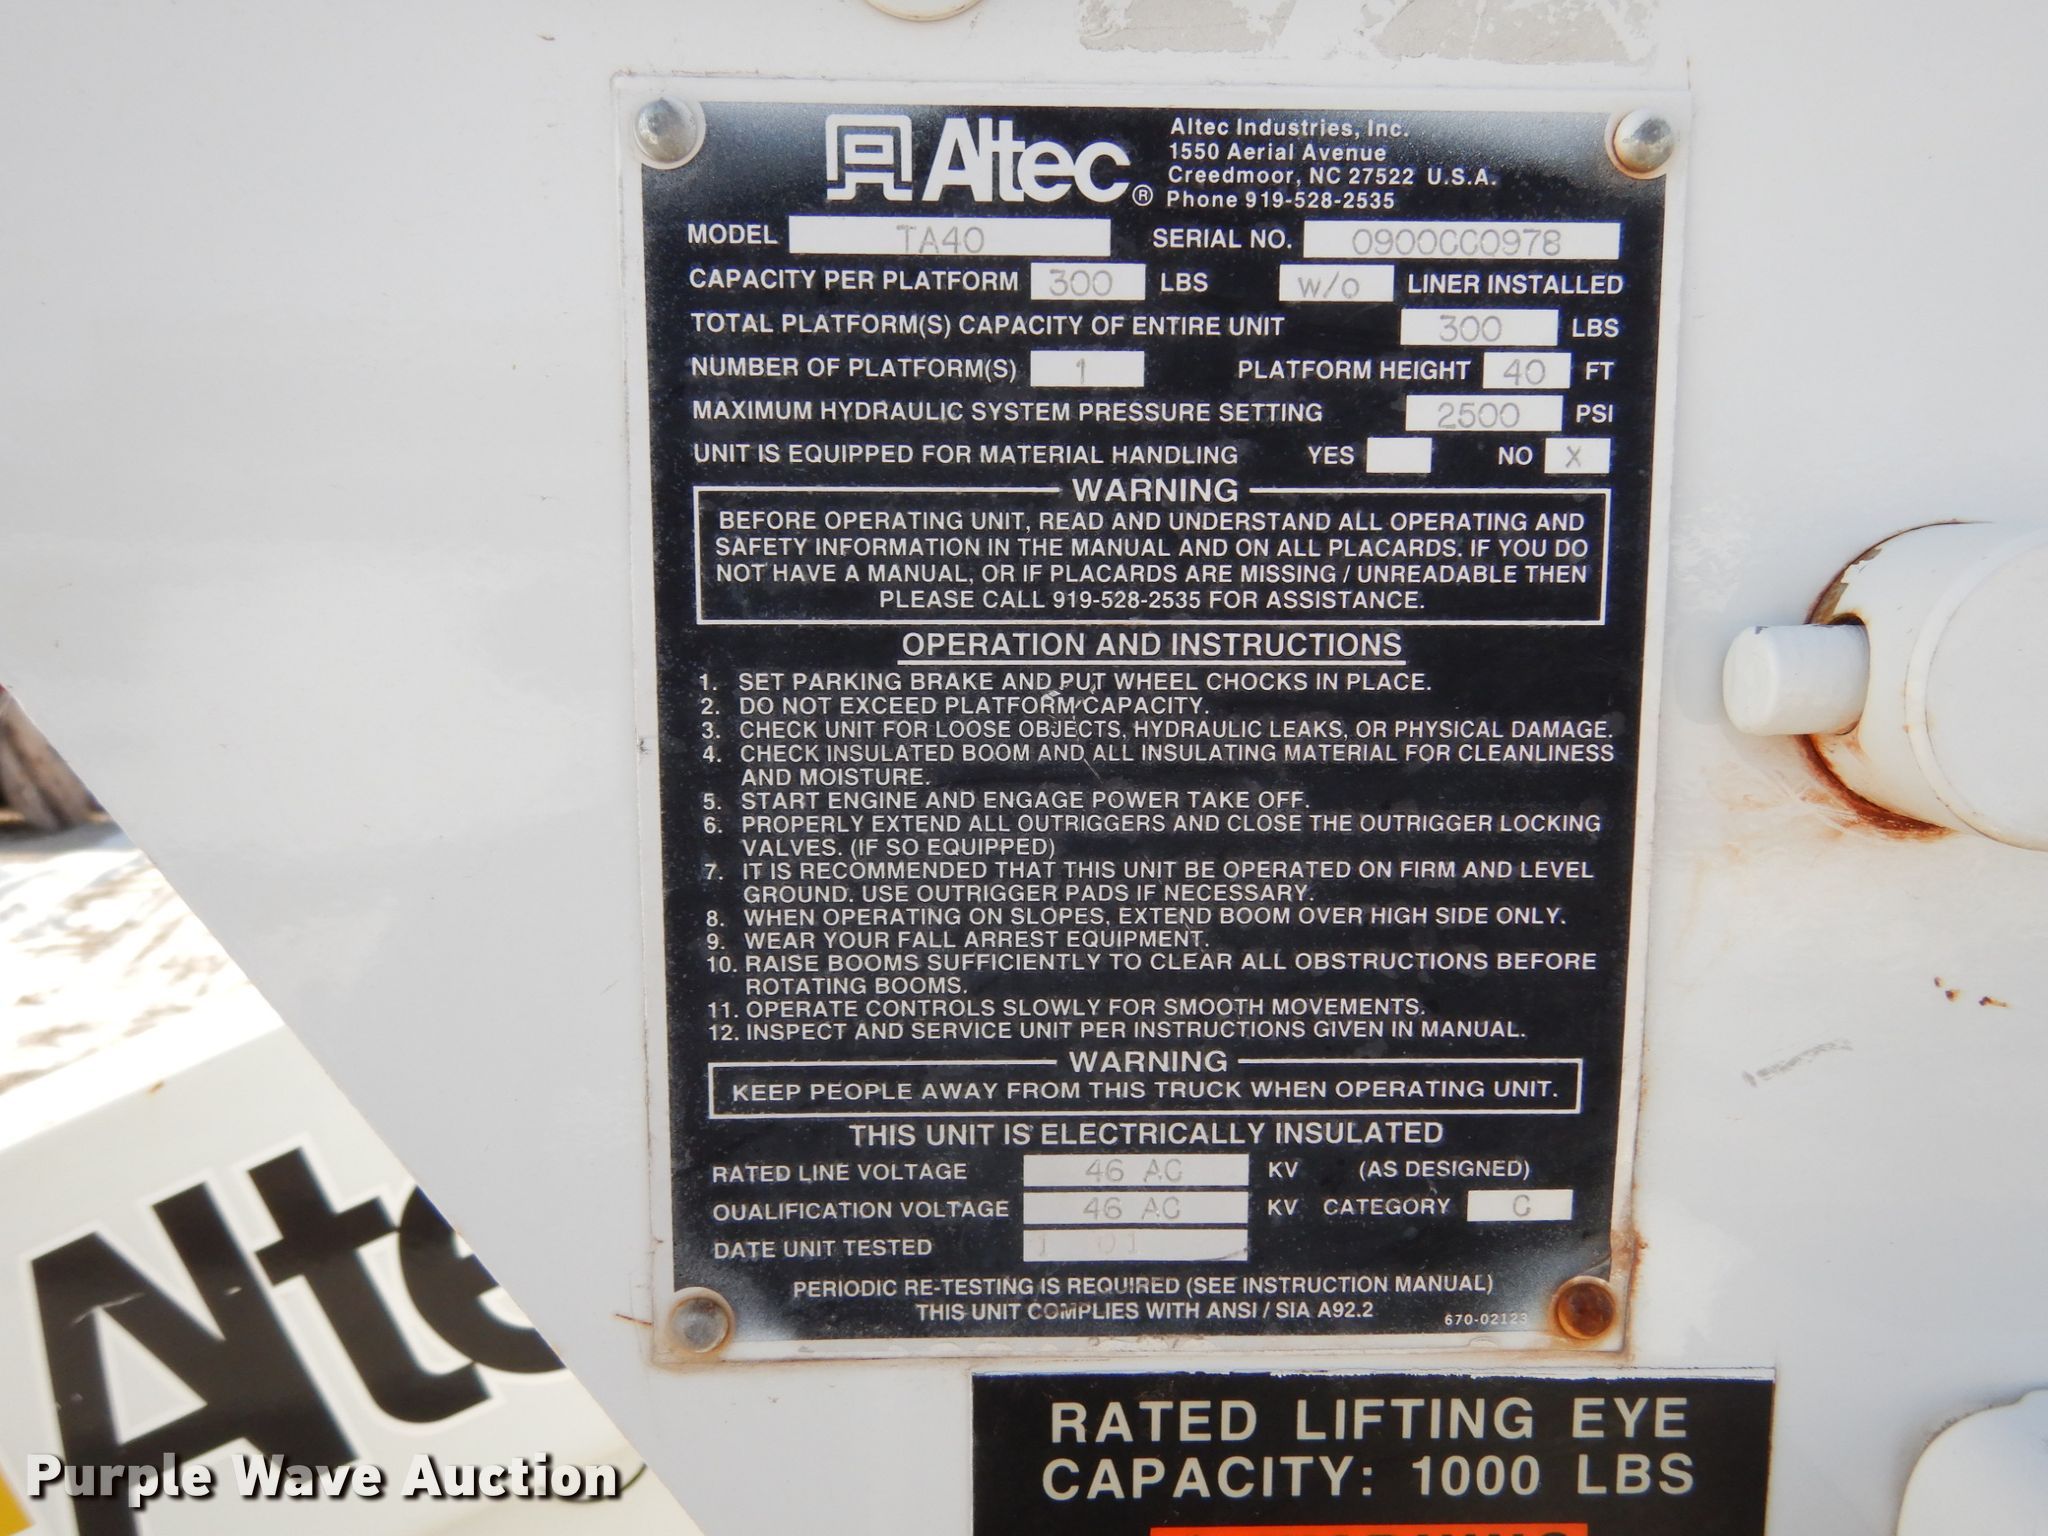 Altec®
Altec Industries, Inc.
1550 Aerial Avenue
Creedmoor, NC 27522 U.S.A.
Phone 919-528-2535
MODEL TA40 SERIAL NO. 0900CC0978
CAPACITY PER PLATFORM 300 LBS W/O LINER INSTALLED
TOTAL PLATFORM(S) CAPACITY OF ENTIRE UNIT 300 LBS
NUMBER OF PLATFORM(S) 1 PLATFORM HEIGHT 40 FT
MAXIMUM HYDRAULIC SYSTEM PRESSURE SETTING 2500 PSI
UNIT IS EQUIPPED FOR MATERIAL HANDLING YES NO X
WARNING
BEFORE OPERATING UNIT, READ AND UNDERSTAND ALL OPERATING AND
SAFETY INFORMATION IN THE MANUAL AND ON ALL PLACARDS. IF YOU DO
NOT HAVE A MANUAL, OR IF PLACARDS ARE MISSING / UNREADABLE THEN
PLEASE CALL 919-528-2535 FOR ASSISTANCE.
OPERATION AND INSTRUCTIONS
1. SET PARKING BRAKE AND PUT WHEEL CHOCKS IN PLACE.
2. DO NOT EXCEED PLATFORM CAPACITY.
3. CHECK UNIT FOR LOOSE OBJECTS, HYDRAULIC LEAKS, OR PHYSICAL DAMAGE.
4. CHECK INSULATED BOOM AND ALL INSULATING MATERIAL FOR CLEANLINESS
AND MOISTURE.
5. START ENGINE AND ENGAGE POWER TAKE OFF.
6. PROPERLY EXTEND ALL OUTRIGGERS AND CLOSE THE OUTRIGGER LOCKING
VALVES. (IF SO EQUIPPED)
7. IT IS RECOMMENDED THAT THIS UNIT BE OPERATED ON FIRM AND LEVEL
GROUND. USE OUTRIGGER PADS IF NECESSARY.
8. WHEN OPERATING ON SLOPES, EXTEND BOOM OVER HIGH SIDE ONLY.
9. WEAR YOUR FALL ARREST EQUIPMENT.
10. RAISE BOOMS SUFFICIENTLY TO CLEAR ALL OBSTRUCTIONS BEFORE
ROTATING BOOMS.
11. OPERATE CONTROLS SLOWLY FOR SMOOTH MOVEMENTS.
12. INSPECT AND SERVICE UNIT PER INSTRUCTIONS GIVEN IN MANUAL.
WARNING
KEEP PEOPLE AWAY FROM THIS TRUCK WHEN OPERATING UNIT.
THIS UNIT IS ELECTRICALLY INSULATED
RATED LINE VOLTAGE 46 AC KV (AS DESIGNED)
QUALIFICATION VOLTAGE 46 AC KV CATEGORY C
DATE UNIT TESTED
PERIODIC RE-TESTING IS REQUIRED (SEE INSTRUCTION MANUAL)
THIS UNIT COMPLIES WITH ANSI / SIA A92.2
670-02123
RATED LIFTING EYE
CAPACITY: 1000 LBS
Alte
Purple Wave Auction